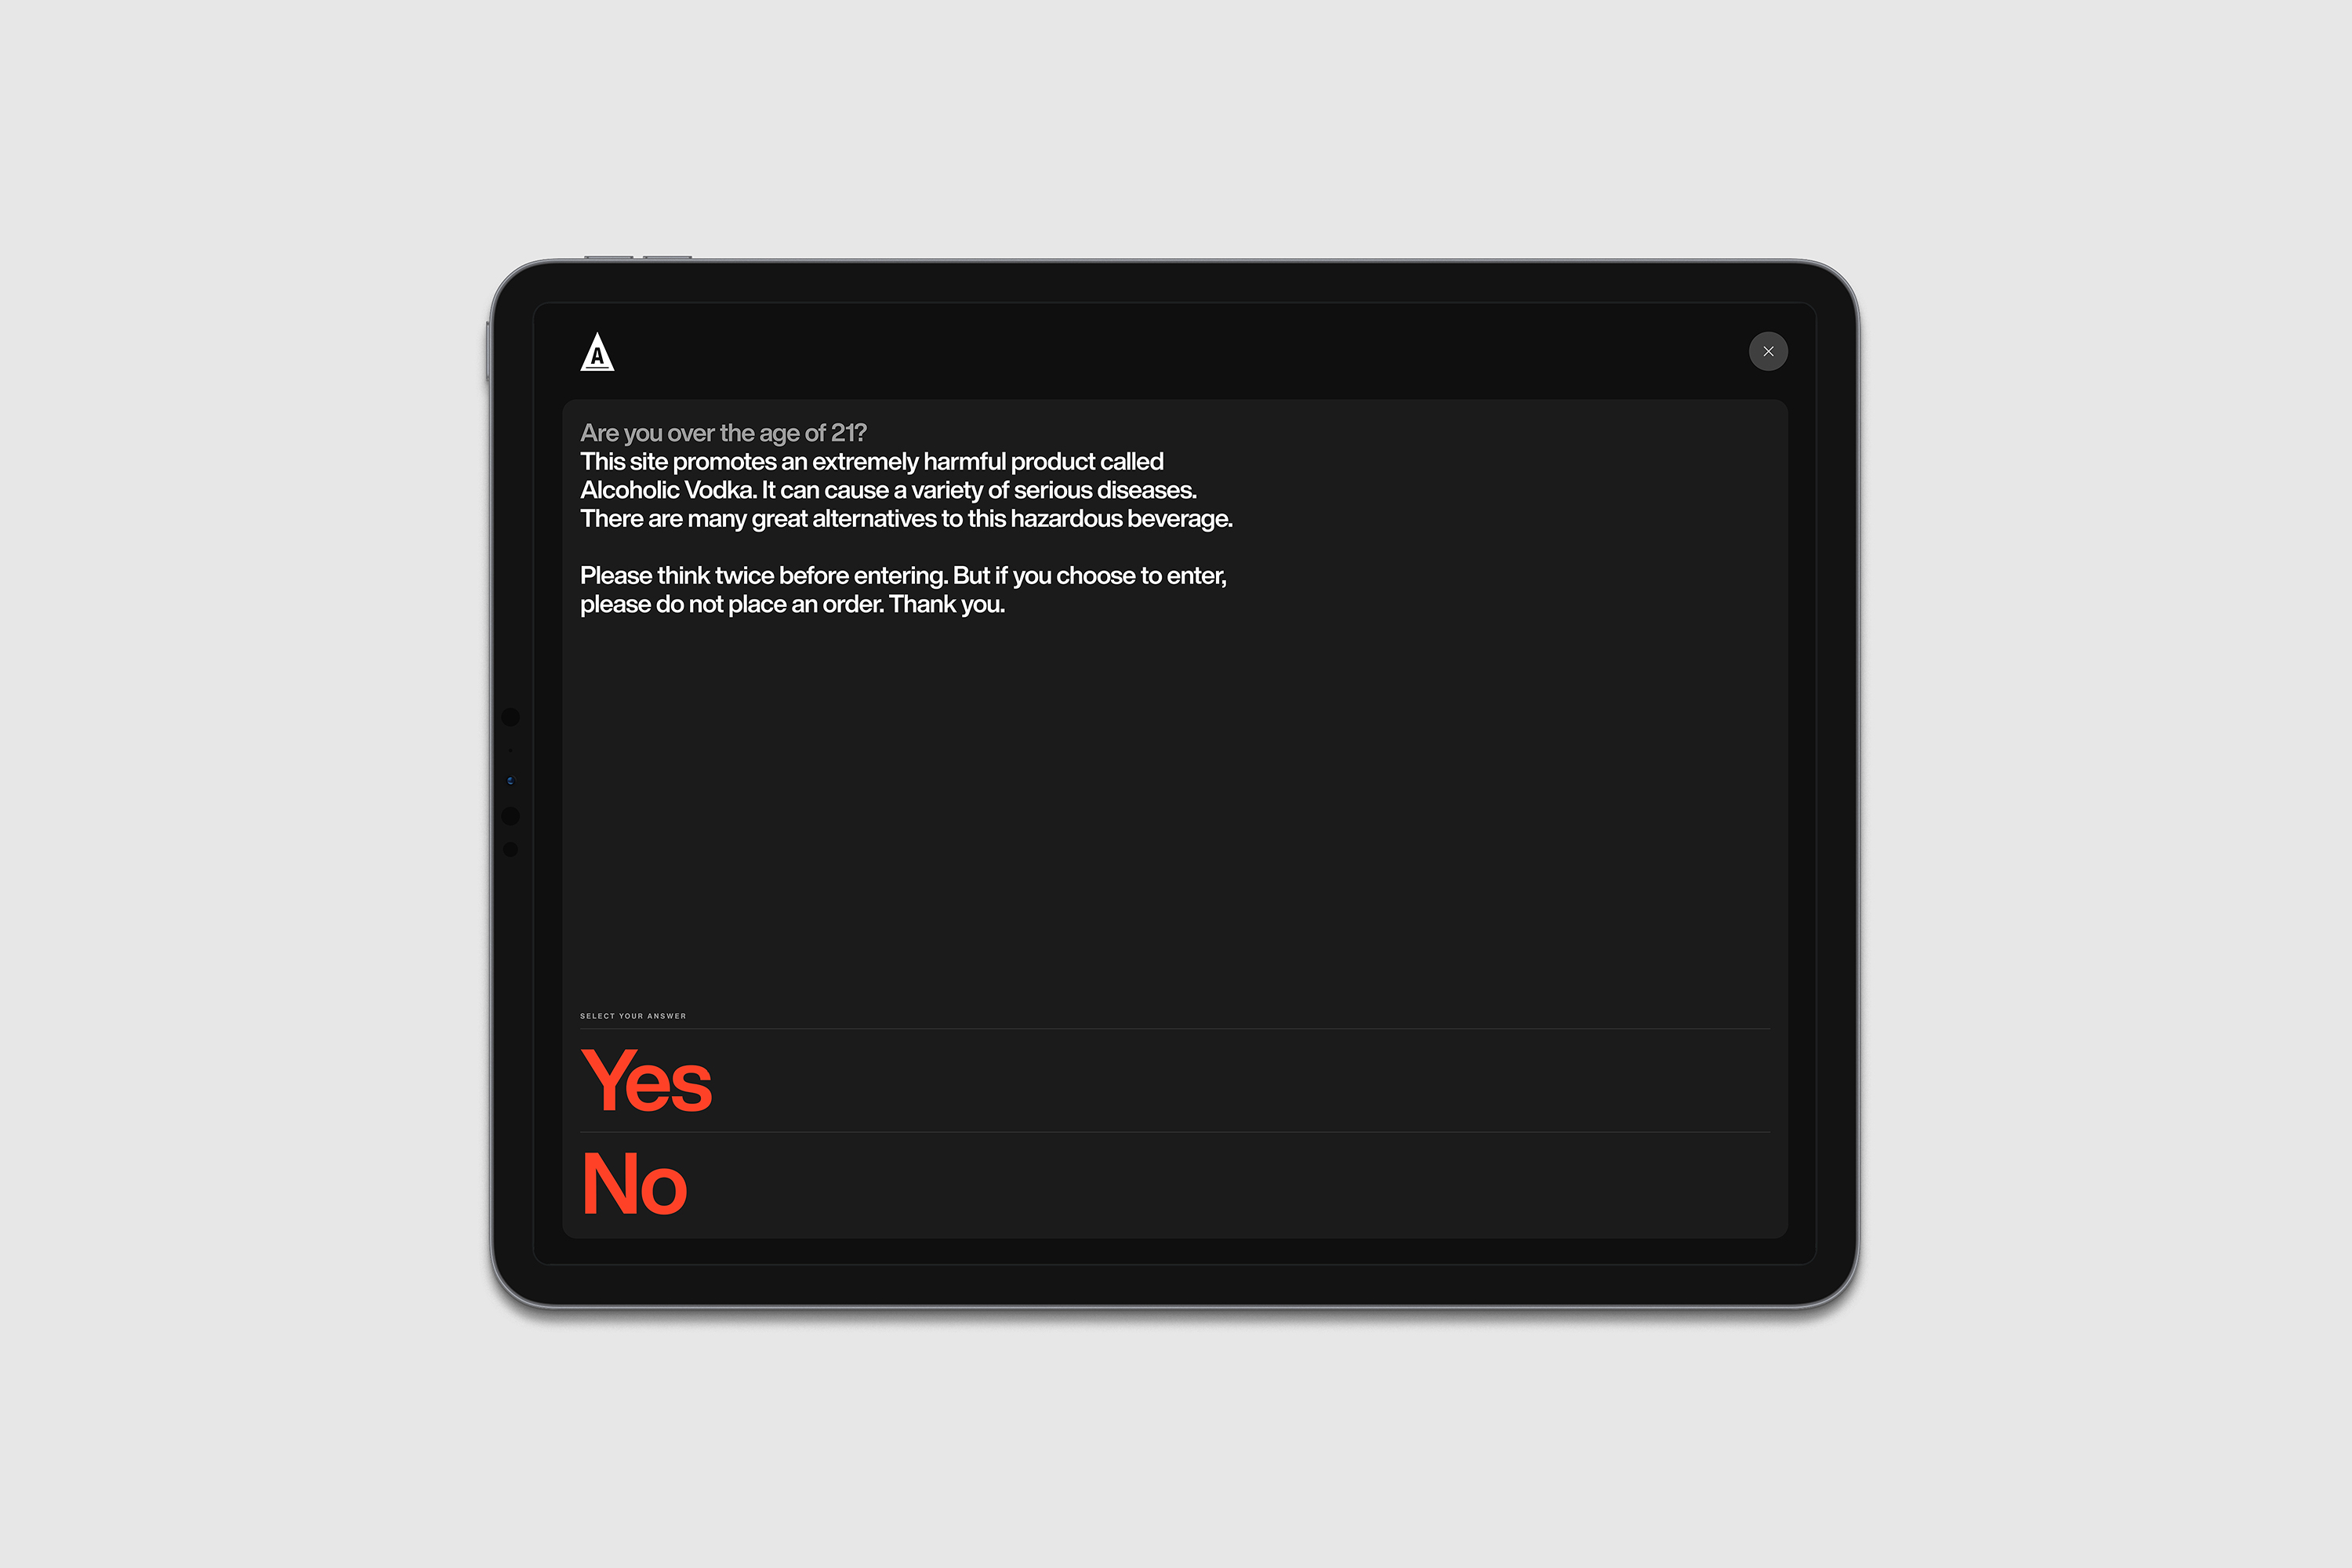 A
Are you over the age of 21?
This site promotes an extremely harmful product called
Alcoholic Vodka. It can cause a variety of serious diseases.
There are many great alternatives to this hazardous beverage.
Please think twice before entering. But if you choose to enter,
please do not place an order. Thank you.
SELECT YOUR ANSWER
Yes
No